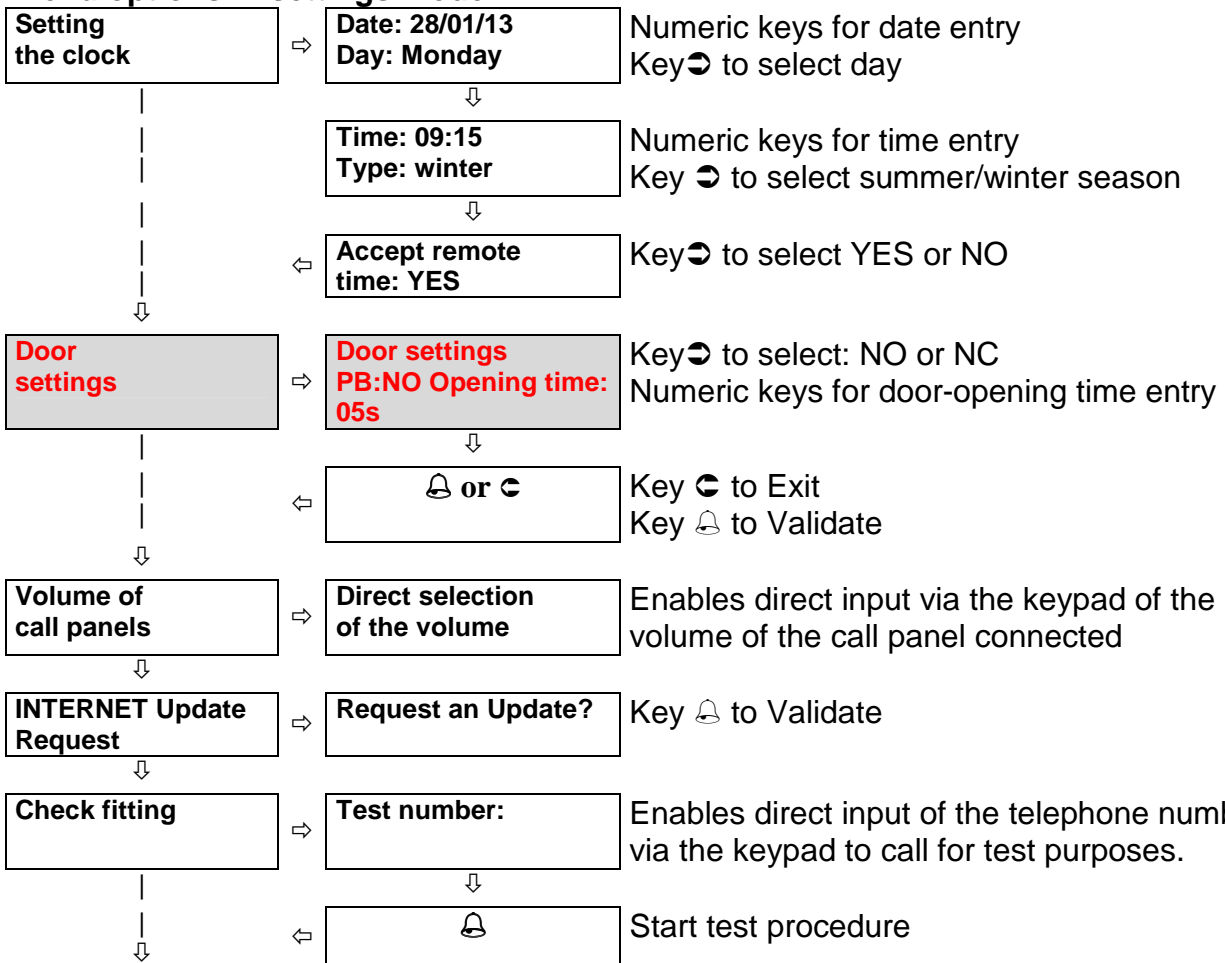 Setting
the clock
⇨
Date: 28/01/13
Day: Monday
Numeric keys for date entry
Key➲ to select day
⇩
Time: 09:15
Type: winter
Numeric keys for time entry
Key ➲ to select summer/winter season
⇩
⇦
Accept remote
time: YES
Key➲ to select YES or NO
⇩
Door
settings
⇨
Door settings
PB:NO Opening time:
05s
Key➲ to select: NO or NC
Numeric keys for door-opening time entry
⇩
⇦
🔔 or ⮌
Key ⮌ to Exit
Key 🔔 to Validate
⇩
Volume of
call panels
⇨
Direct selection
of the volume
Enables direct input via the keypad of the
volume of the call panel connected
⇩
INTERNET Update
Request
⇨
Request an Update?
Key 🔔 to Validate
⇩
Check fitting
⇨
Test number:
Enables direct input of the telephone
via the keypad to call for test purposes.
⇩
⇦
🔔
Start test procedure
⇩